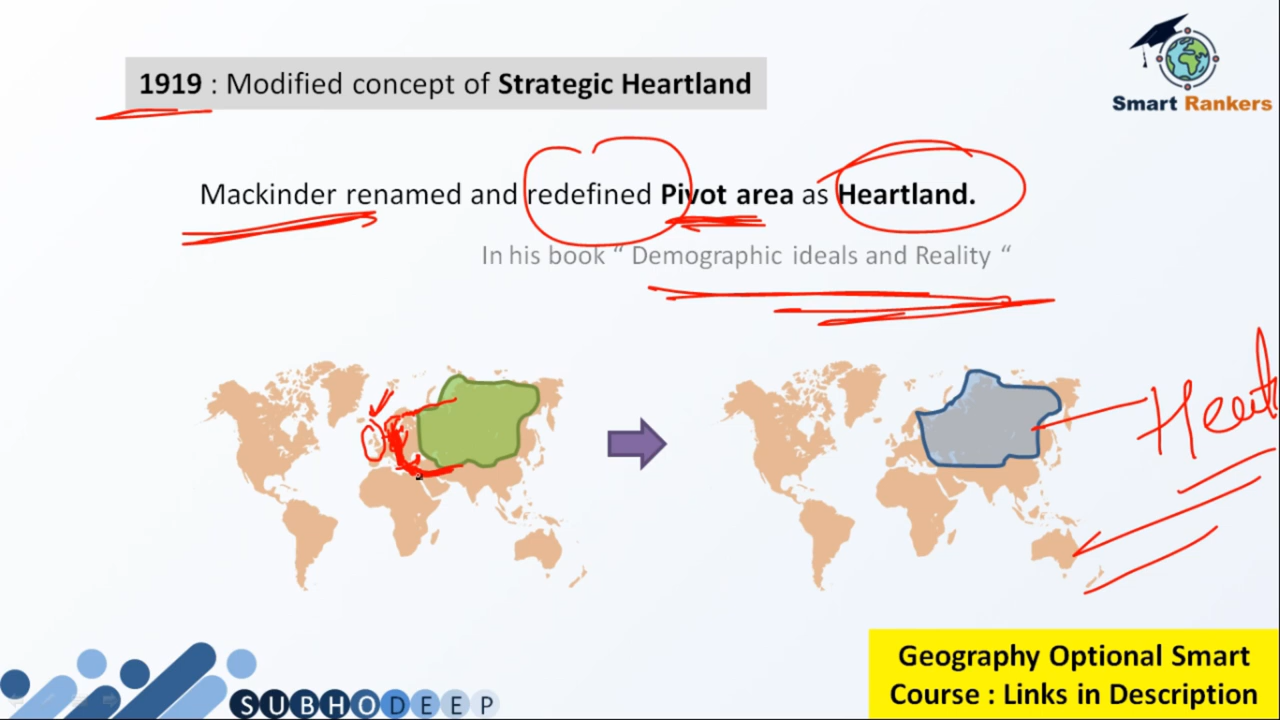 1919 : Modified concept of Strategic Heartland
Smart Rankers
Mackinder renamed and redefined Pivot area as Heartland.
In his book “ Demographic ideals and Reality “
Geography Optional Smart
Course : Links in Description
SUBHODEEP